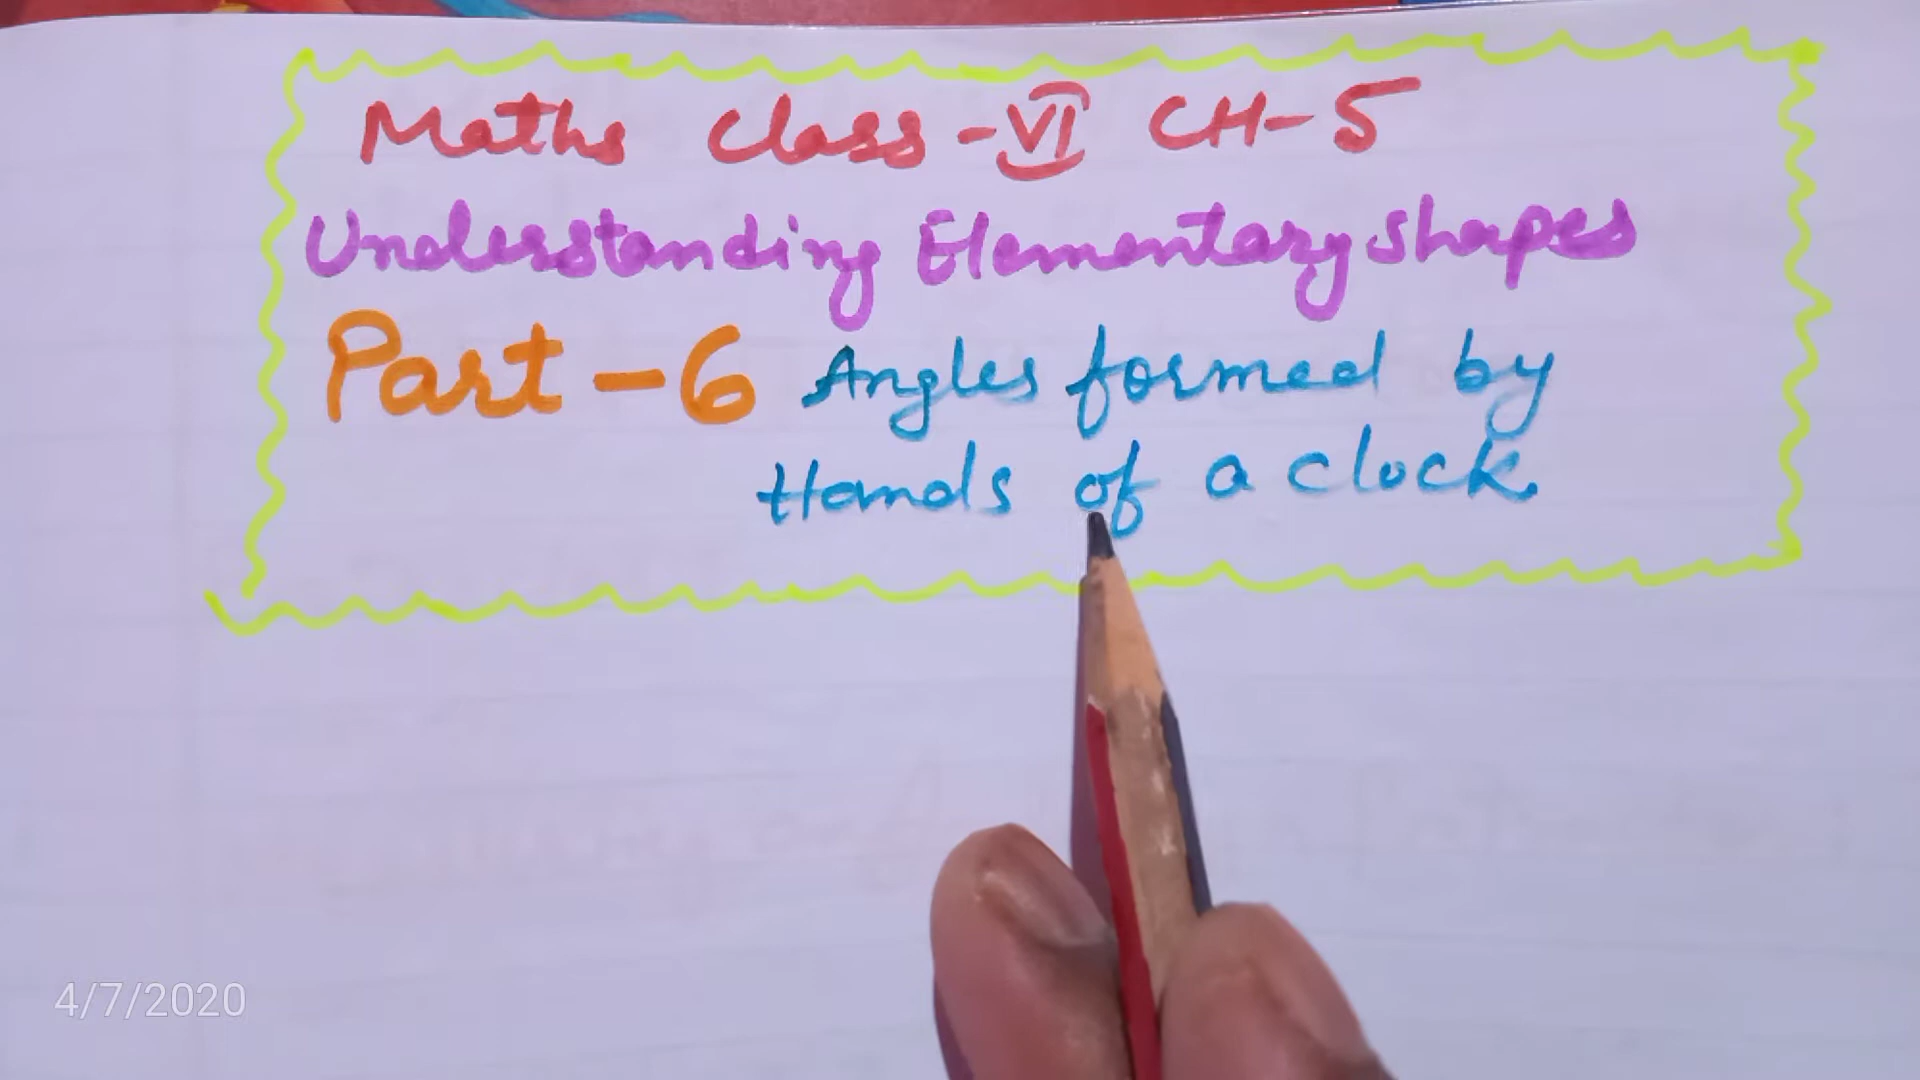 Maths Class-VI CH-5
Understanding Elementary shapes
Part-6 Angles formed by
Hands of a clock.
4/7/2020